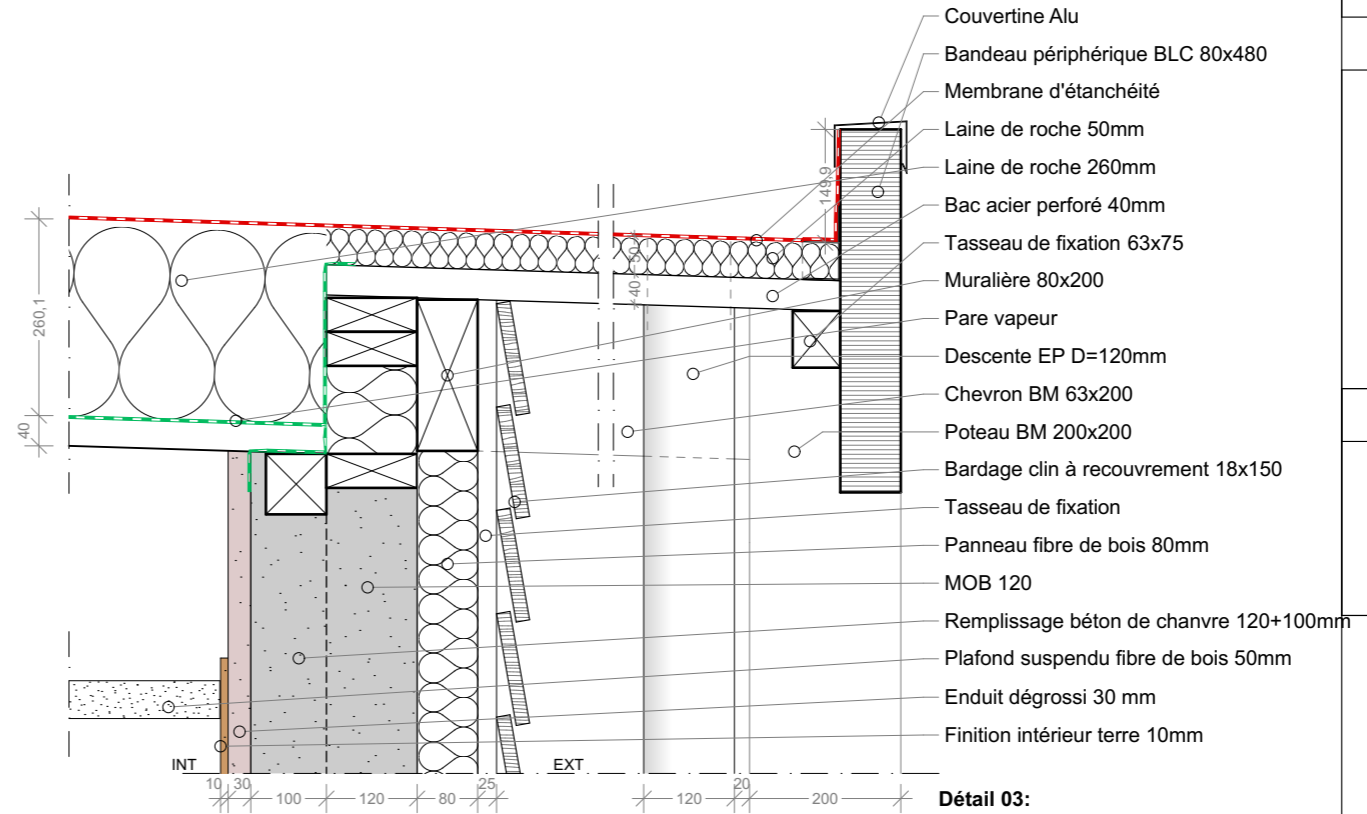 Couvertine Alu
Bandeau périphérique BLC 80x480
Membrane d'étanchéité
Laine de roche 50mm
Laine de roche 260mm
Bac acier perforé 40mm
Tasseau de fixation 63x75
Muralière 80x200
Pare vapeur
Descente EP D=120mm
Chevron BM 63x200
Poteau BM 200x200
Bardage clin à recouvrement 18x150
Tasseau de fixation
Panneau fibre de bois 80mm
MOB 120
Remplissage béton de chanvre 120+100mm
Plafond suspendu fibre de bois 50mm
Enduit dégrossi 30 mm
Finition intérieur terre 10mm
149,9
260,1
40
40
50
INT
EXT
10
30
100
120
80
25
120
20
200
Détail 03: